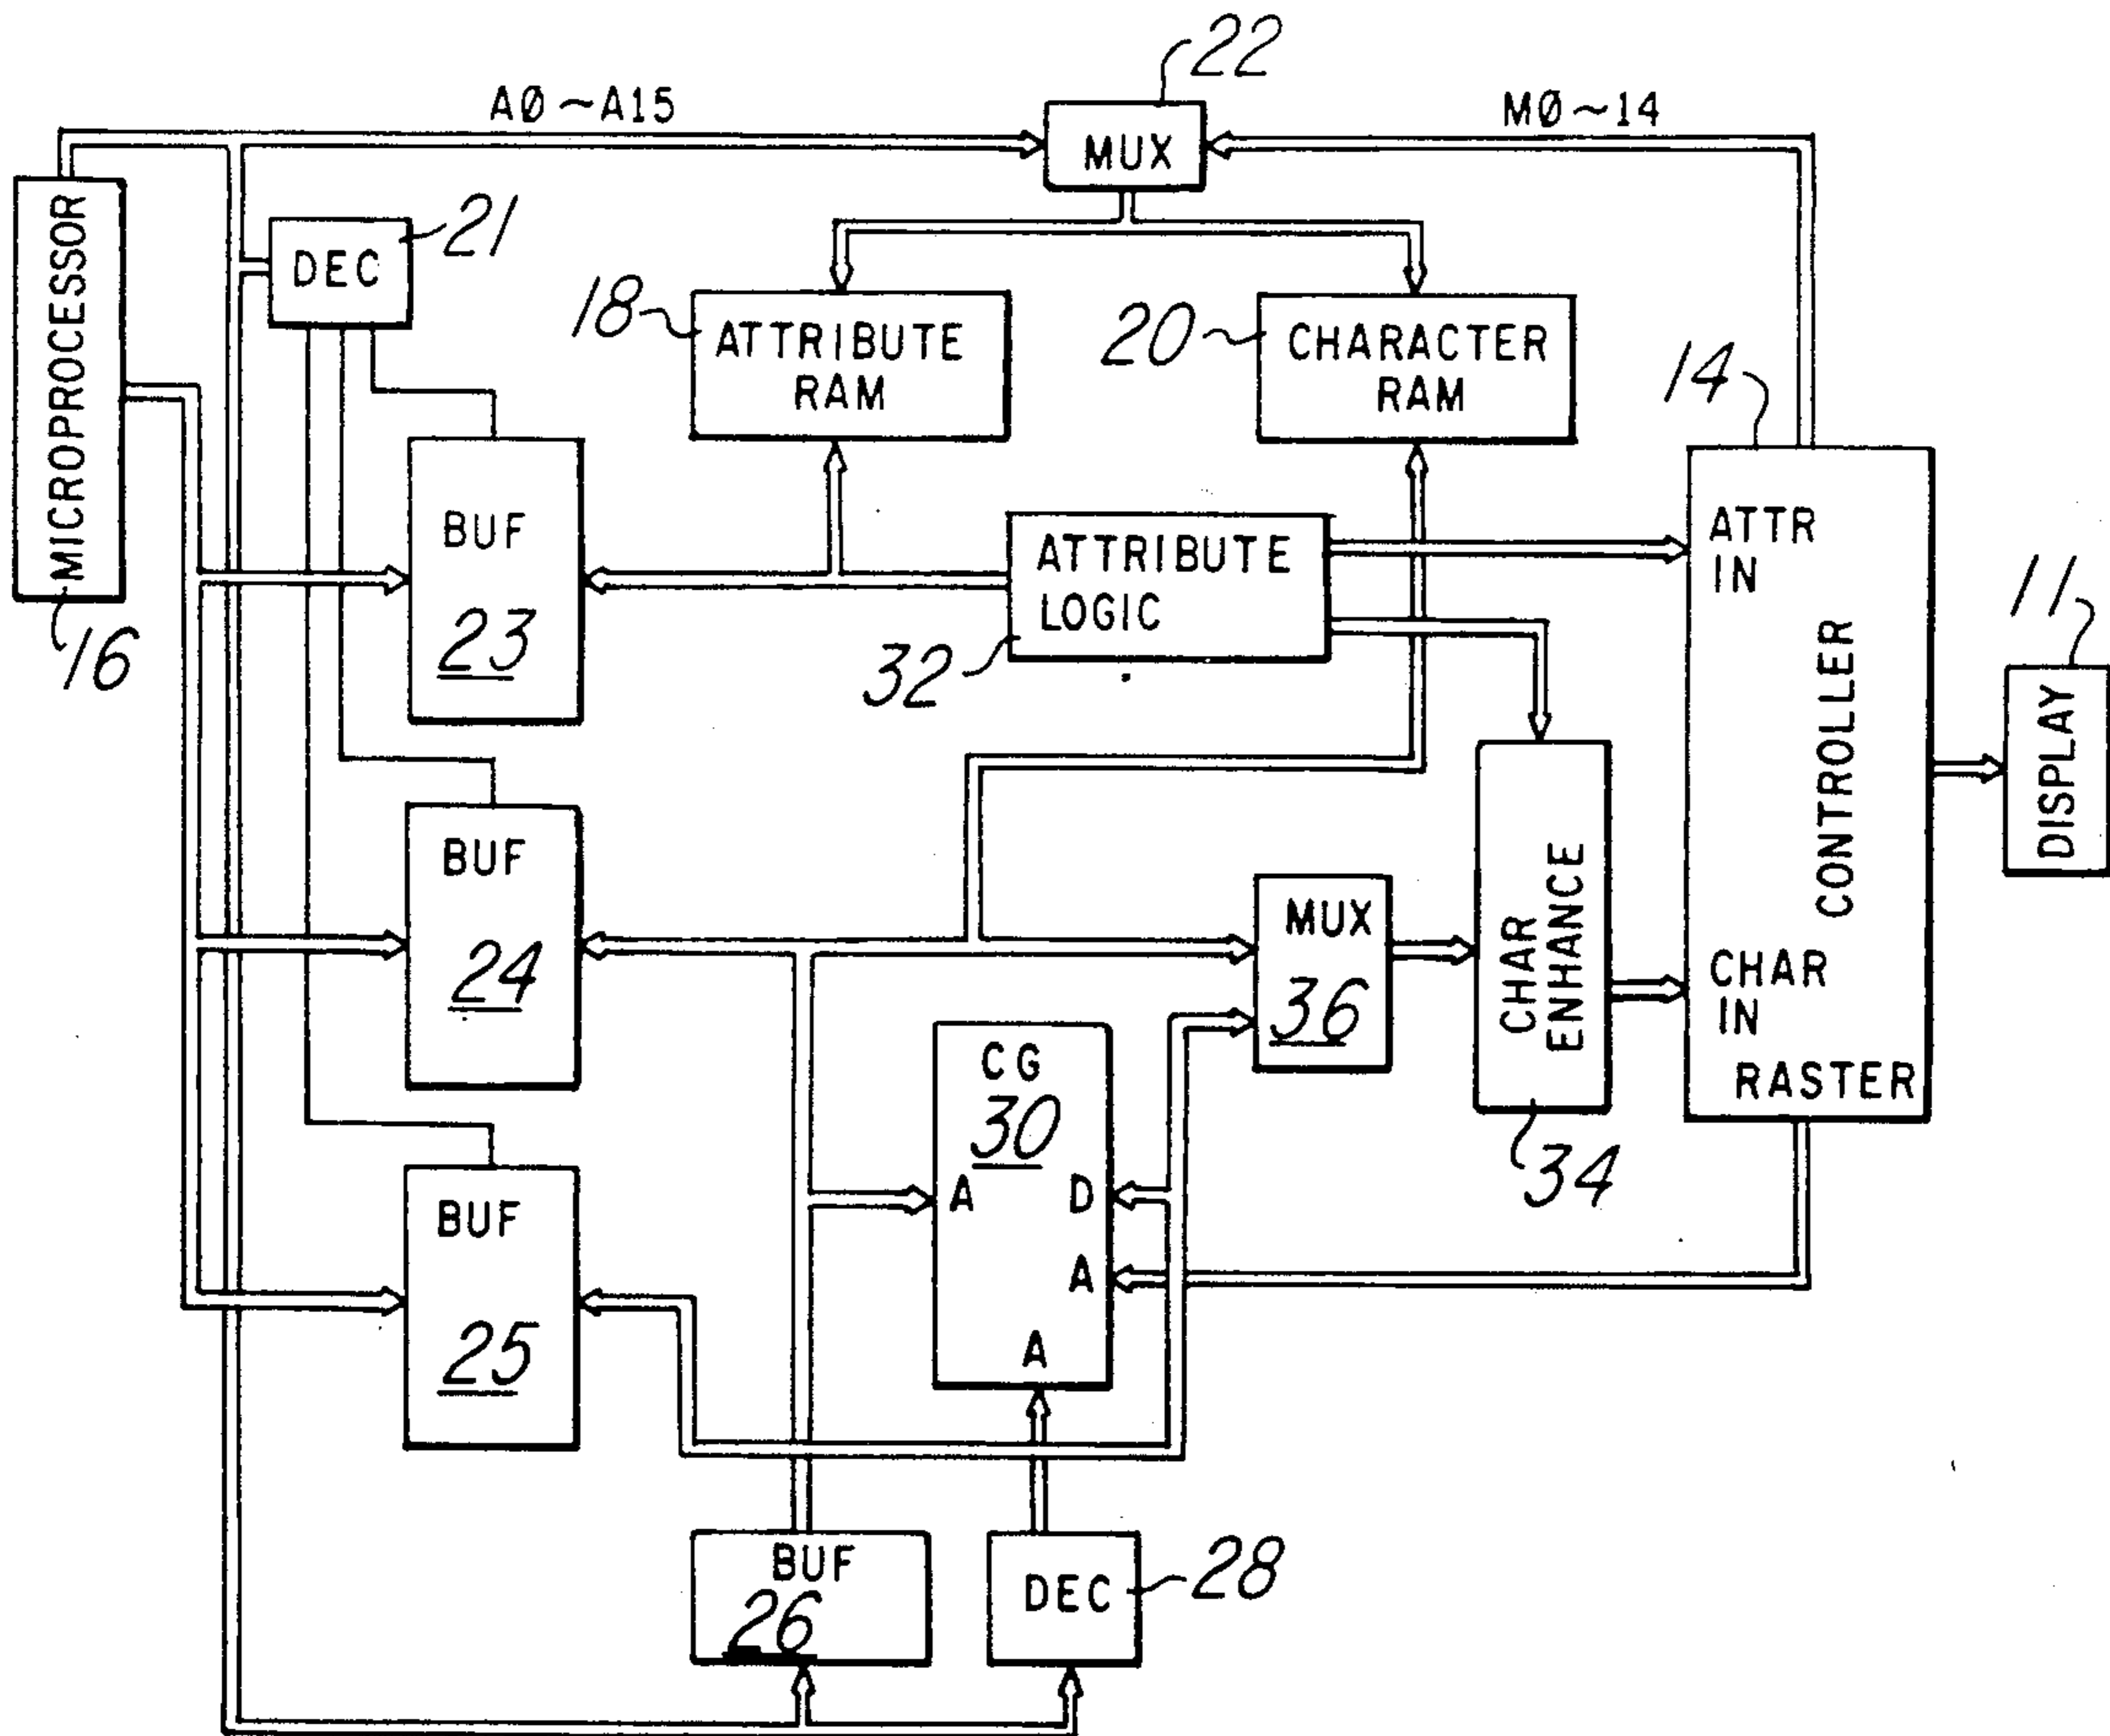 22
AØ~A15
MØ~14
MUX
MICROPROCESSOR
16
DEC
21
18
ATTRIBUTE
RAM
20
CHARACTER
RAM
14
BUF
23
ATTRIBUTE
LOGIC
32
ATTR
IN
CONTROLLER
11
DISPLAY
BUF
24
MUX
36
CHAR
ENHANCE
34
CHAR
IN
RASTER
CG
30
A
D
A
A
BUF
25
BUF
26
DEC
28